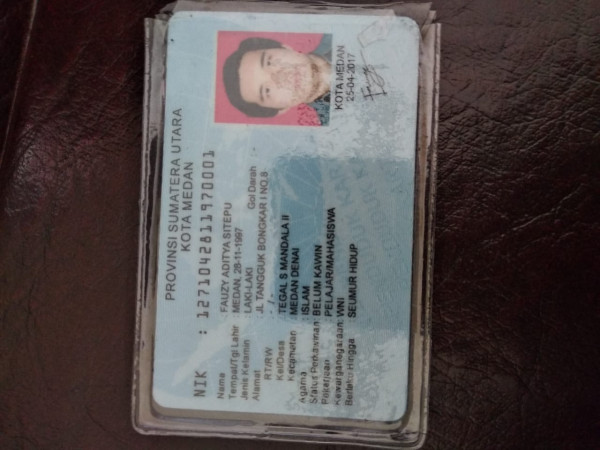 PROVINSI SUMATERA UTARA
KOTA MEDAN
NIK : 1271042811970001
Nama : FAUZY ADITYA SITEPU
Tempat/Tgl Lahir : MEDAN, 28-11-1997
Jenis Kelamin : LAKI-LAKI Gol Darah
Alamat : JL TANGGUK BONGKAR I NO.8
RT/RW : - / -
Kel/Desa : TEGAL S MANDALA II
Kecamatan : MEDAN DENAI
Agama : ISLAM
Status Perkawinan: BELUM KAWIN
Pekerjaan : PELAJAR/MAHASISWA
Kewarganegaraan: WNI
Berlaku Hingga : SEUMUR HIDUP
KOTA MEDAN
25-04-2017